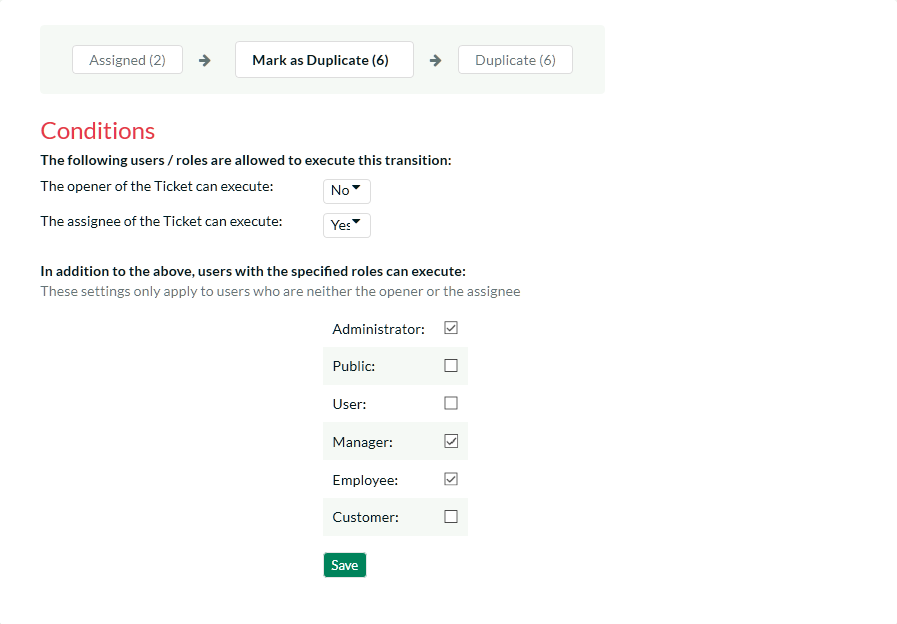 Assigned (2) Mark as Duplicate (6) Duplicate (6)
Conditions
The following users / roles are allowed to execute this transition:
The opener of the Ticket can execute: No
The assignee of the Ticket can execute: Yes
In addition to the above, users with the specified roles can execute:
These settings only apply to users who are neither the opener or the assignee
Administrator:
Public:
User:
Manager:
Employee:
Customer:
Save